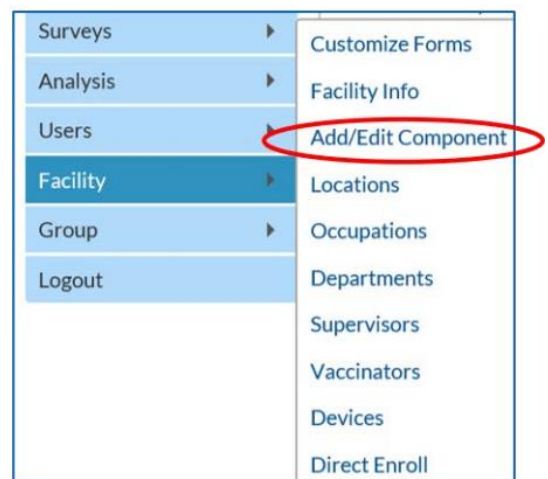 Surveys
Analysis
Users
Facility
Group
Logout
Customize Forms
Facility Info
Add/Edit Component
Locations
Occupations
Departments
Supervisors
Vaccinators
Devices
Direct Enroll